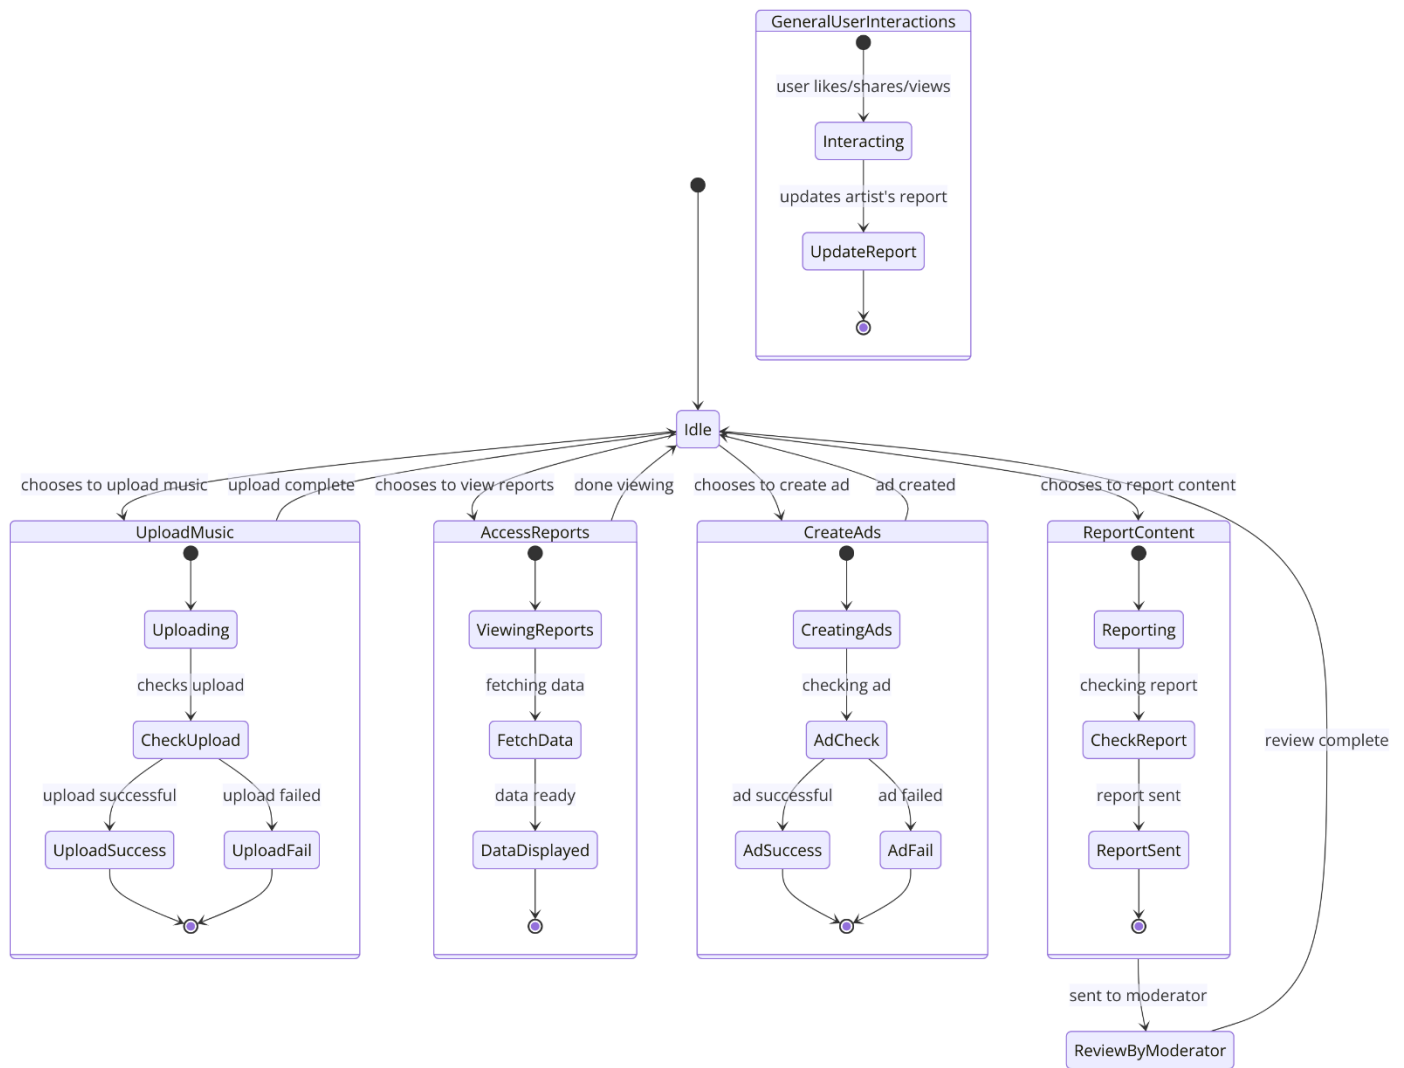 GeneralUserInteractions
user likes/shares/views
Interacting
updates artist's report
UpdateReport
Idle
chooses to upload music
upload complete
chooses to view reports
done viewing
chooses to create ad
ad created
chooses to report content
UploadMusic
AccessReports
CreateAds
ReportContent
Uploading
ViewingReports
CreatingAds
Reporting
checks upload
fetching data
checking ad
checking report
CheckUpload
FetchData
AdCheck
CheckReport
review complete
upload successful
upload failed
data ready
ad successful
ad failed
report sent
UploadSuccess
UploadFail
DataDisplayed
AdSuccess
AdFail
ReportSent
sent to moderator
ReviewByModerator